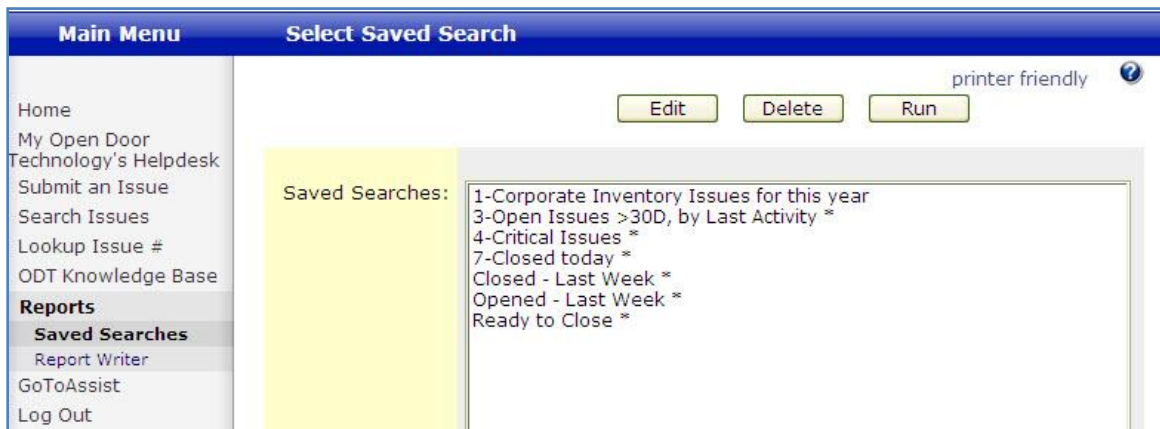 Main Menu
Select Saved Search
printer friendly
?
Edit
Delete
Run
Home
My Open Door
Technology's Helpdesk
Submit an Issue
Search Issues
Lookup Issue #
ODT Knowledge Base
Reports
Saved Searches
Report Writer
GoToAssist
Log Out
Saved Searches:
1-Corporate Inventory Issues for this year
3-Open Issues >30D, by Last Activity *
4-Critical Issues *
7-Closed today *
Closed - Last Week *
Opened - Last Week *
Ready to Close *